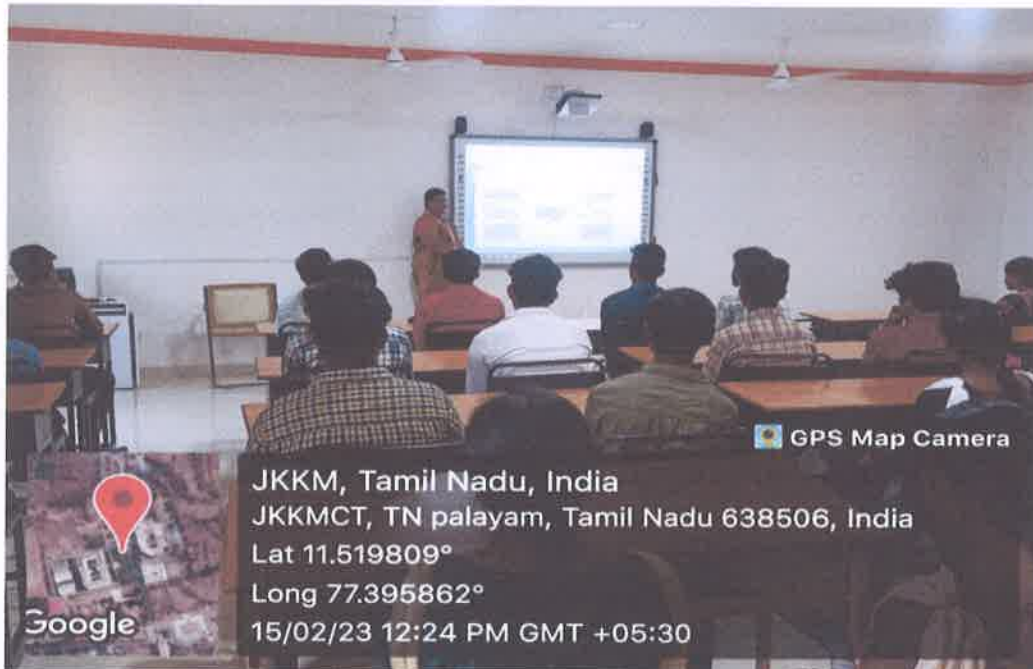 GPS Map Camera
JKKM, Tamil Nadu, India
JKKMCT, TN palayam, Tamil Nadu 638506, India
Lat 11.519809°
Long 77.395862°
15/02/23 12:24 PM GMT +05:30
Google